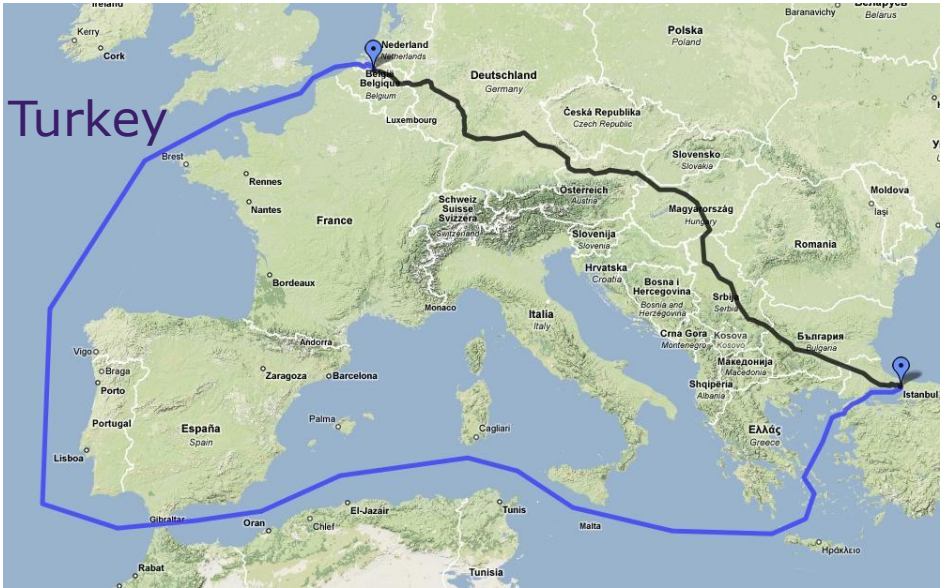 Ireland
Kerry
Cork
Turkey
Nederland
Netherlands
België
Belgique
Belgium
Luxembourg
Deutschland
Germany
Polska
Poland
Baranavichy
Belarus
Česká Republika
Czech Republic
Slovensko
Slovakia
Moldova
Iaşi
Brest
Rennes
Nantes
France
Schweiz
Suisse
Svizzera
Switzerland
Österreich
Austria
Magyarország
Hungary
Romania
Slovenija
Slovenia
Hrvatska
Croatia
Bordeaux
Monaco
Italia
Italy
Bosna i
Hercegovina
Bosnia and
Herzegovina
Srbija
Serbia
Crna Gora
Montenegro
Kosova
Kosovo
България
Bulgaria
Македонија
Macedonia
Shqipëria
Albania
Istanbul
Vigo
Braga
Porto
Portugal
Lisboa
Andorra
Zaragoza
Barcelona
España
Spain
Palma
Cagliari
Ελλάς
Greece
Gibraltar
Oran
Chlef
El-Jazair
Tunis
Malta
Ηράκλειο
Rabat
Tunisia